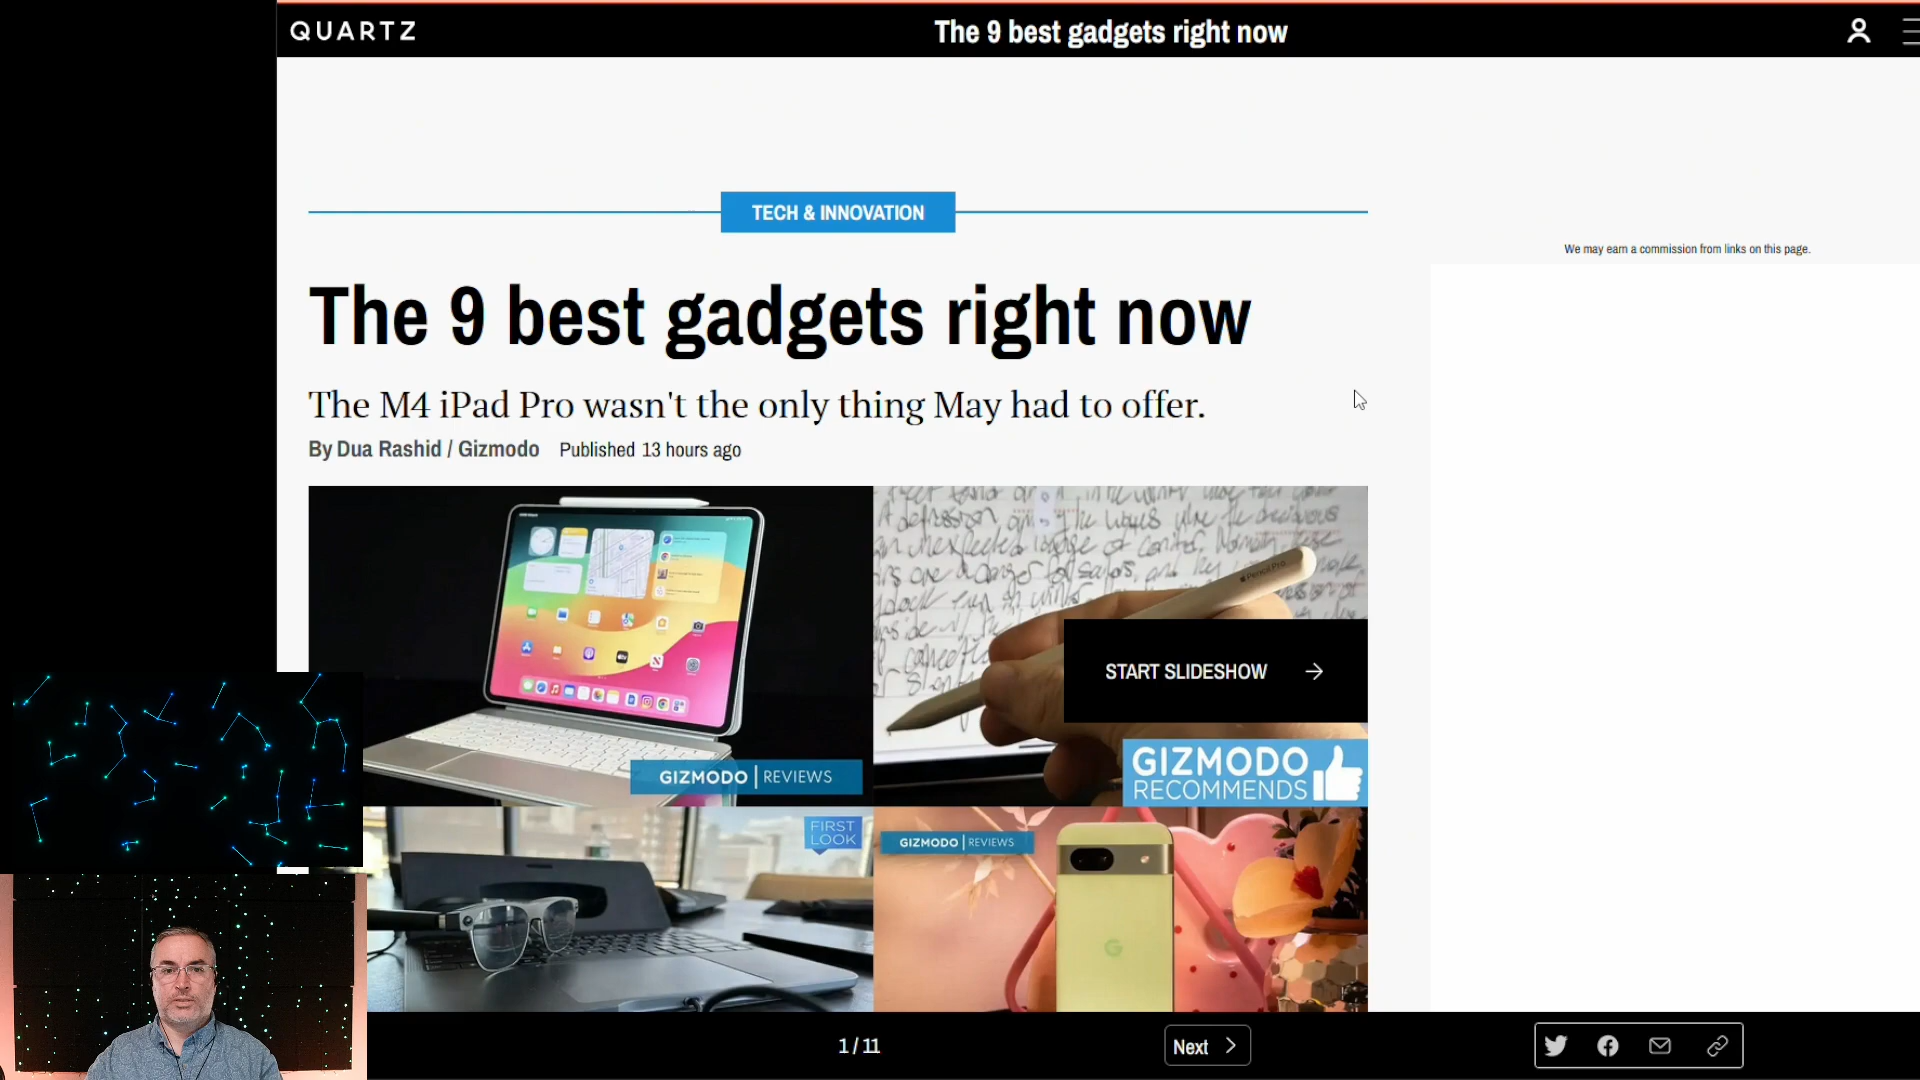 QUARTZ
The 9 best gadgets right now
TECH & INNOVATION
We may earn a commission from links on this page.
The 9 best gadgets right now
The M4 iPad Pro wasn't the only thing May had to offer.
By Dua Rashid / Gizmodo Published 13 hours ago
Pencil Pro
START SLIDESHOW
GIZMODO | REVIEWS
GIZMODO
RECOMMENDS
FIRST
LOOK
GIZMODO | REVIEWS
1 / 11
Next